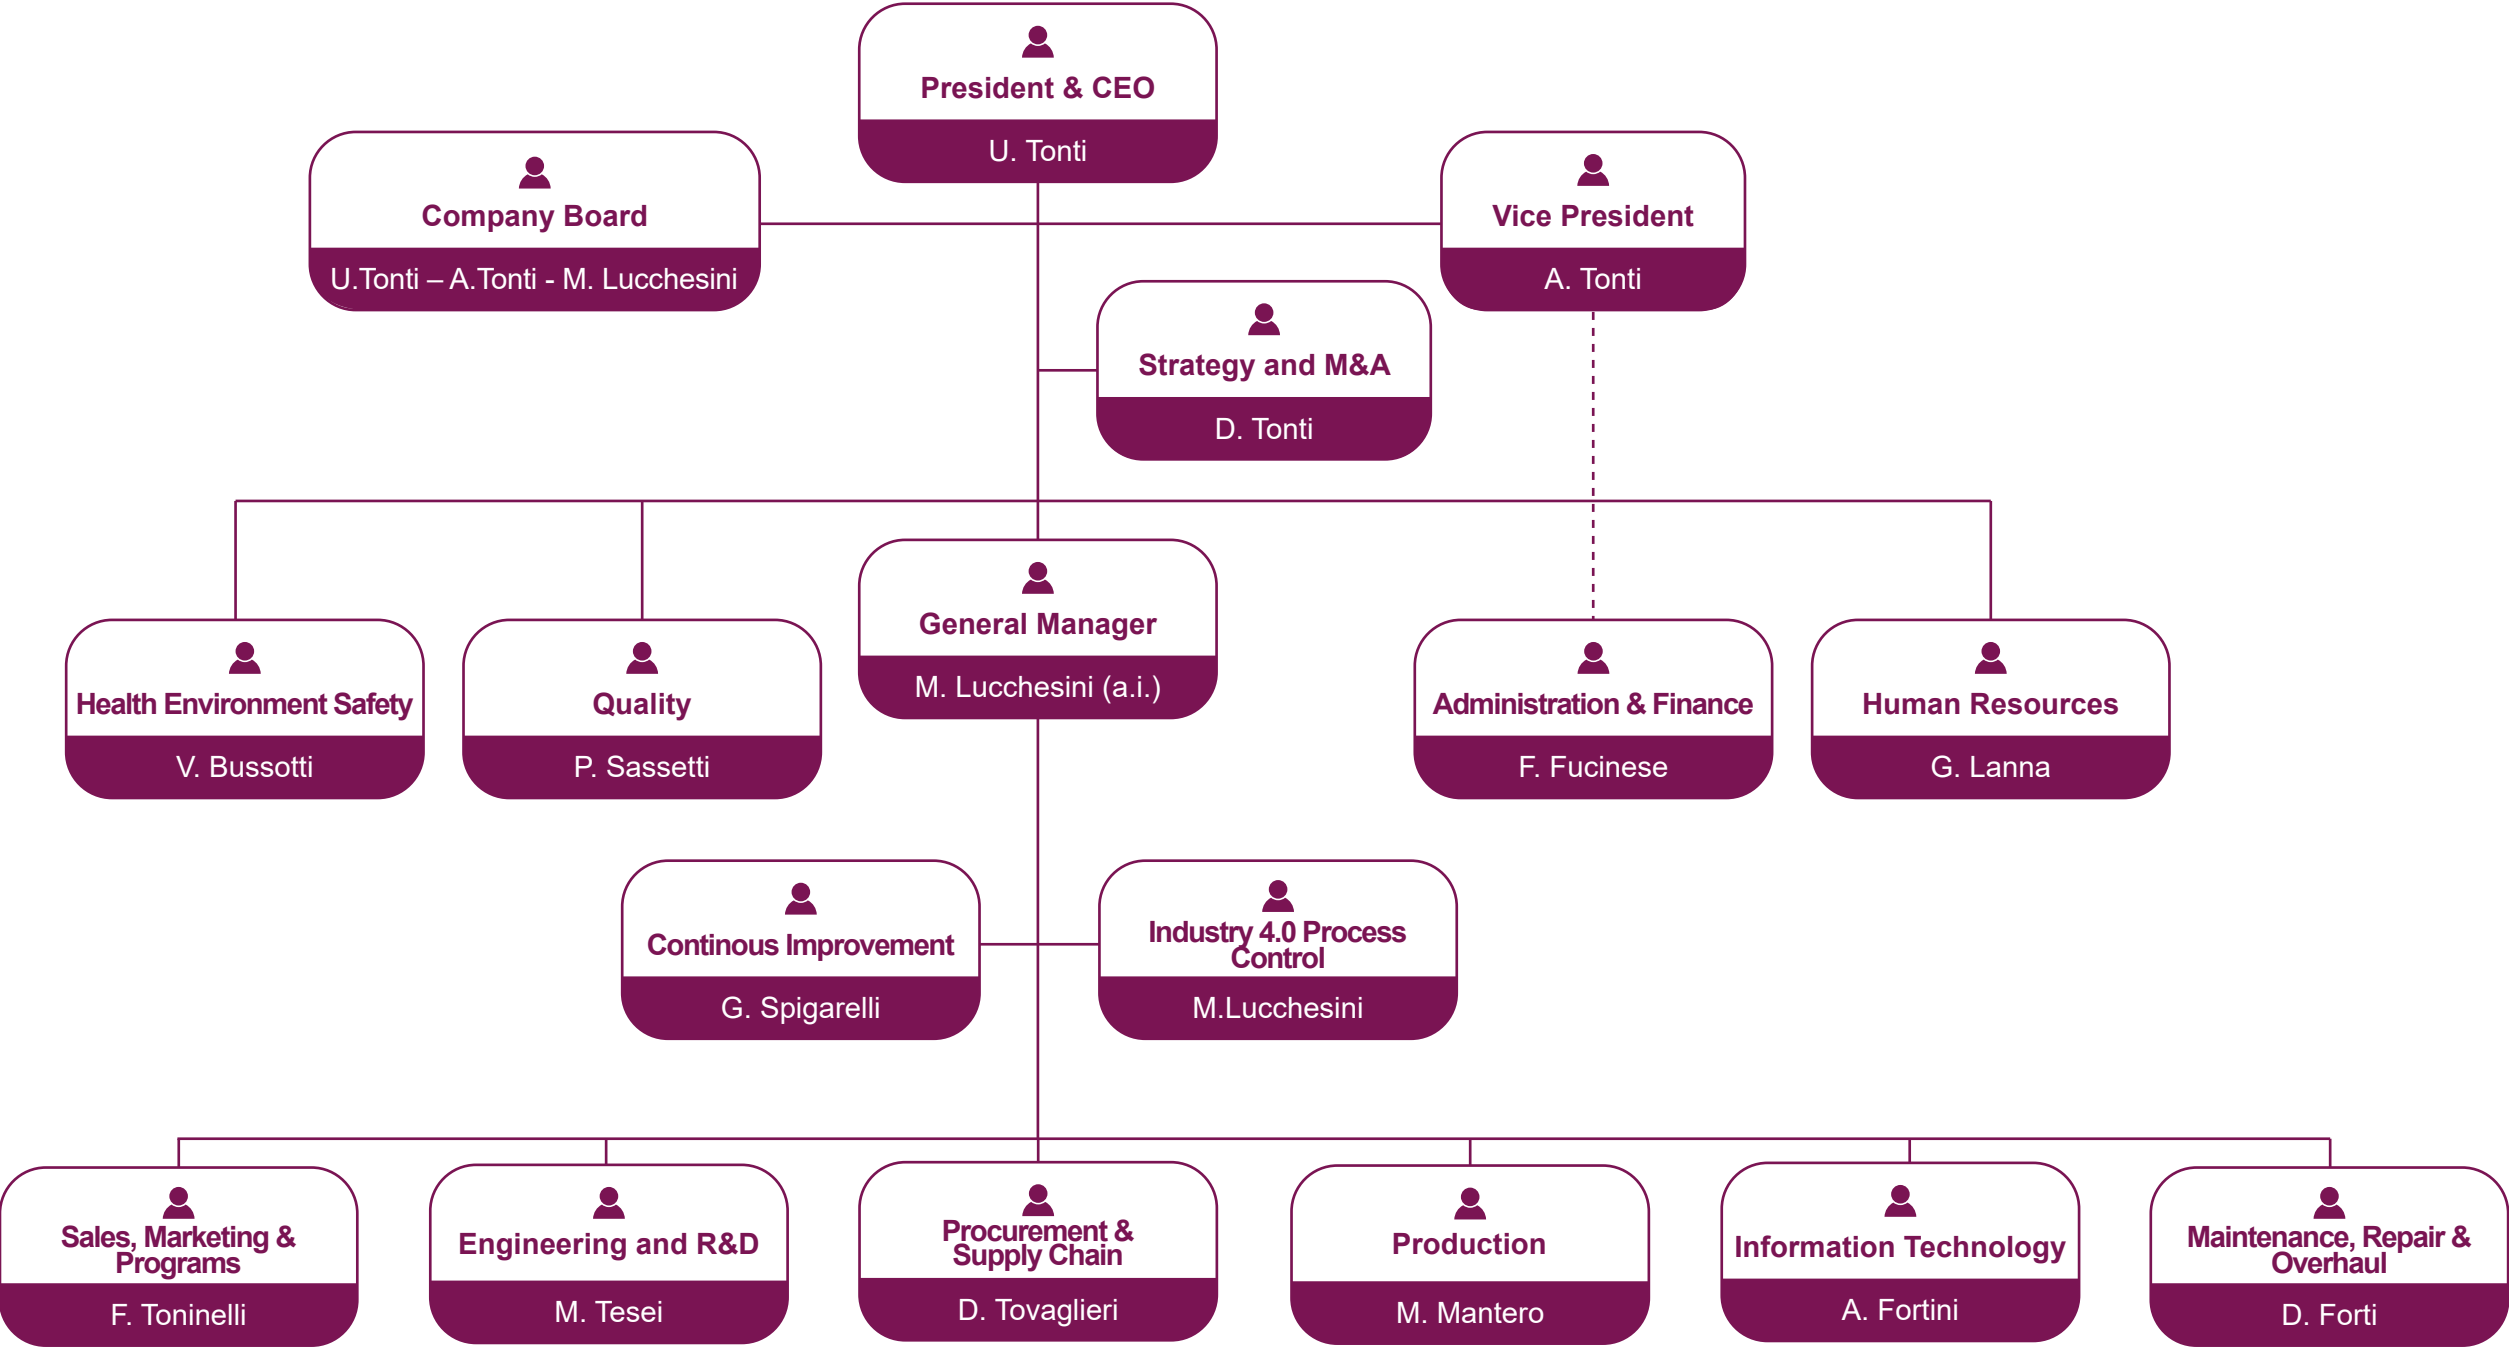 President & CEO
U. Tonti
Company Board
U.Tonti – A.Tonti - M. Lucchesini
Vice President
A. Tonti
Strategy and M&A
D. Tonti
General Manager
M. Lucchesini (a.i.)
Health Environment Safety
V. Bussotti
Quality
P. Sassetti
Administration & Finance
F. Fucinese
Human Resources
G. Lanna
Continous Improvement
G. Spigarelli
Industry 4.0 Process
Control
M.Lucchesini
Sales, Marketing &
Programs
F. Toninelli
Engineering and R&D
M. Tesei
Procurement &
Supply Chain
D. Tovaglieri
Production
M. Mantero
Information Technology
A. Fortini
Maintenance, Repair &
Overhaul
D. Forti